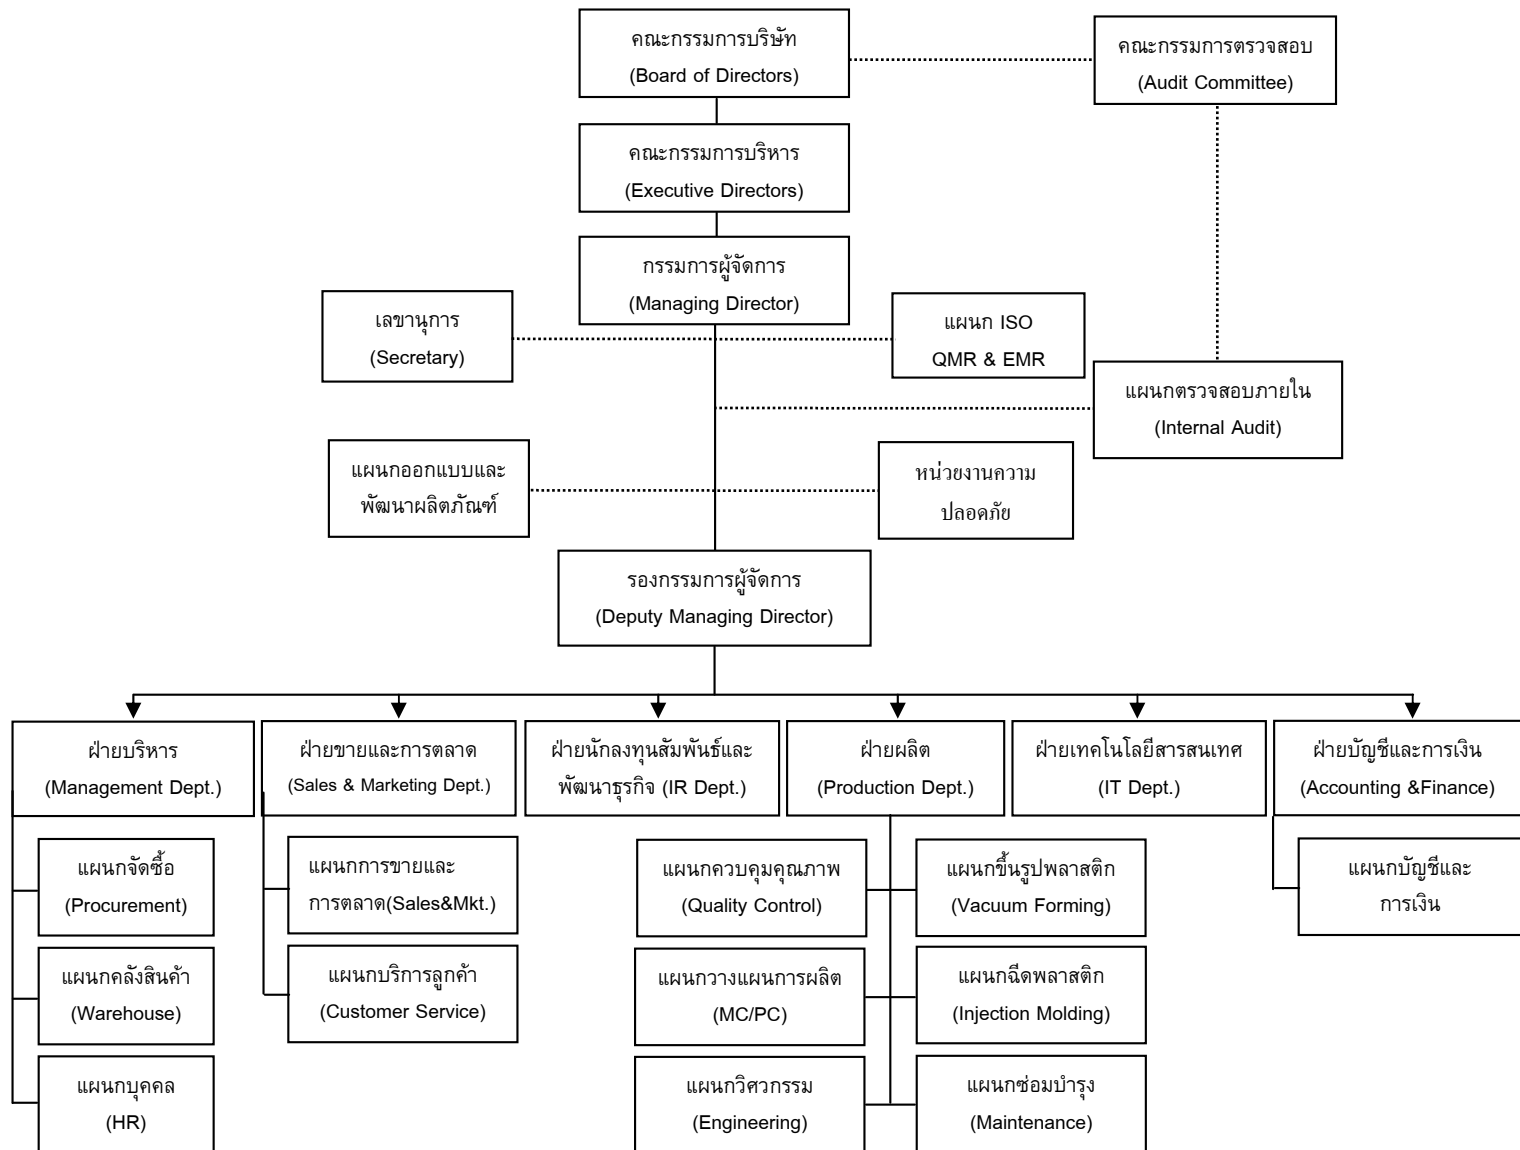 คณะกรรมการบริษัท
(Board of Directors)
คณะกรรมการตรวจสอบ
(Audit Committee)
คณะกรรมการบริหาร
(Executive Directors)
กรรมการผู้จัดการ
(Managing Director)
เลขานุการ
(Secretary)
แผนก ISO
QMR & EMR
แผนกตรวจสอบภายใน
(Internal Audit)
แผนกออกแบบและ
พัฒนาผลิตภัณฑ์
หน่วยงานความ
ปลอดภัย
รองกรรมการผู้จัดการ
(Deputy Managing Director)
ฝ่ายบริหาร
(Management Dept.)
ฝ่ายขายและการตลาด
(Sales & Marketing Dept.)
ฝ่ายนักลงทุนสัมพันธ์และ
พัฒนาธุรกิจ (IR Dept.)
ฝ่ายผลิต
(Production Dept.)
ฝ่ายเทคโนโลยีสารสนเทศ
(IT Dept.)
ฝ่ายบัญชีและการเงิน
(Accounting &Finance)
แผนกจัดซื้อ
(Procurement)
แผนกการขายและ
การตลาด(Sales&Mkt.)
แผนกควบคุมคุณภาพ
(Quality Control)
แผนกขึ้นรูปพลาสติก
(Vacuum Forming)
แผนกบัญชีและ
การเงิน
แผนกคลังสินค้า
(Warehouse)
แผนกบริการลูกค้า
(Customer Service)
แผนกวางแผนการผลิต
(MC/PC)
แผนกฉีดพลาสติก
(Injection Molding)
แผนกบุคคล
(HR)
แผนกวิศวกรรม
(Engineering)
แผนกซ่อมบำรุง
(Maintenance)